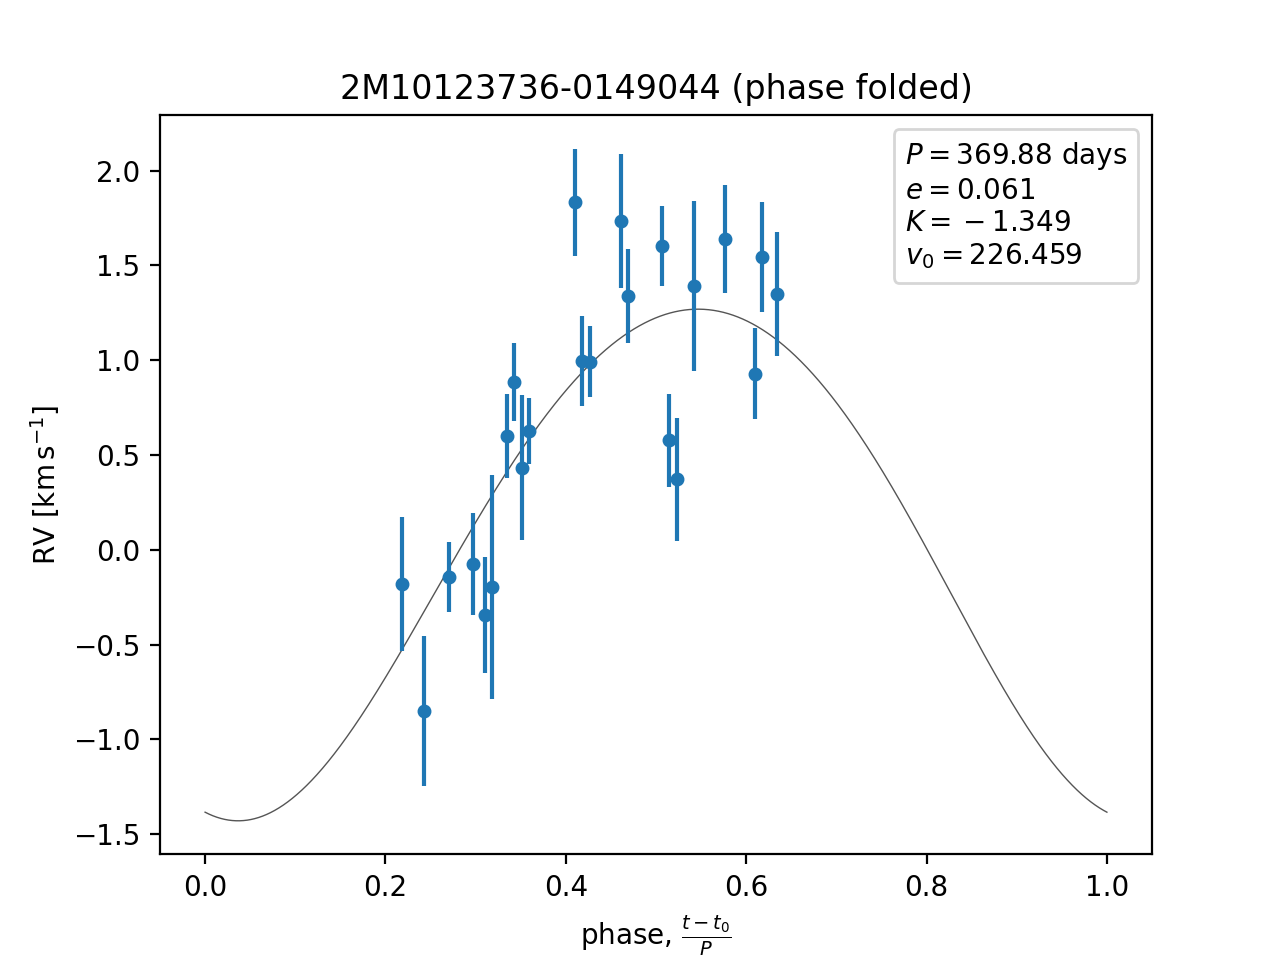 2M10123736-0149044 (phase folded)
P = 369.88 days
e = 0.061
K = −1.349
v₀ = 226.459
2.0
1.5
1.0
0.5
0.0
−0.5
−1.0
−1.5
RV [km s⁻¹]
0.0 0.2 0.4 0.6 0.8 1.0
phase, (t − t₀)/P